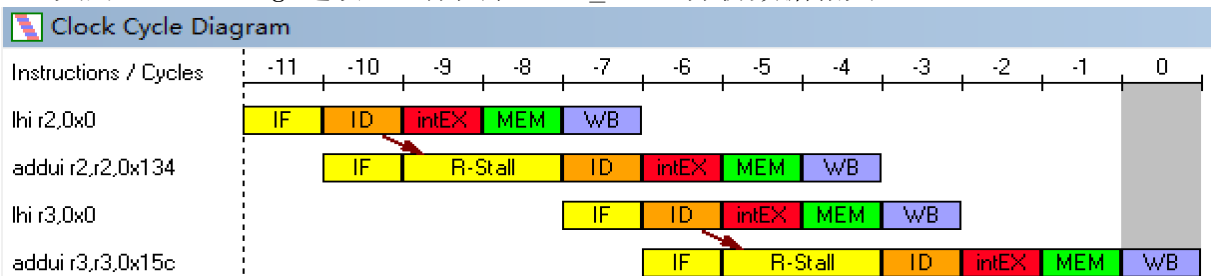 Clock Cycle Diagram
Instructions / Cycles -11 -10 -9 -8 -7 -6 -5 -4 -3 -2 -1 0
lhi r2,0x0 IF ID intEX MEM WB
addui r2,r2,0x134 IF R-Stall ID intEX MEM WB
lhi r3,0x0 IF ID intEX MEM WB
addui r3,r3,0x15c IF R-Stall ID intEX MEM WB